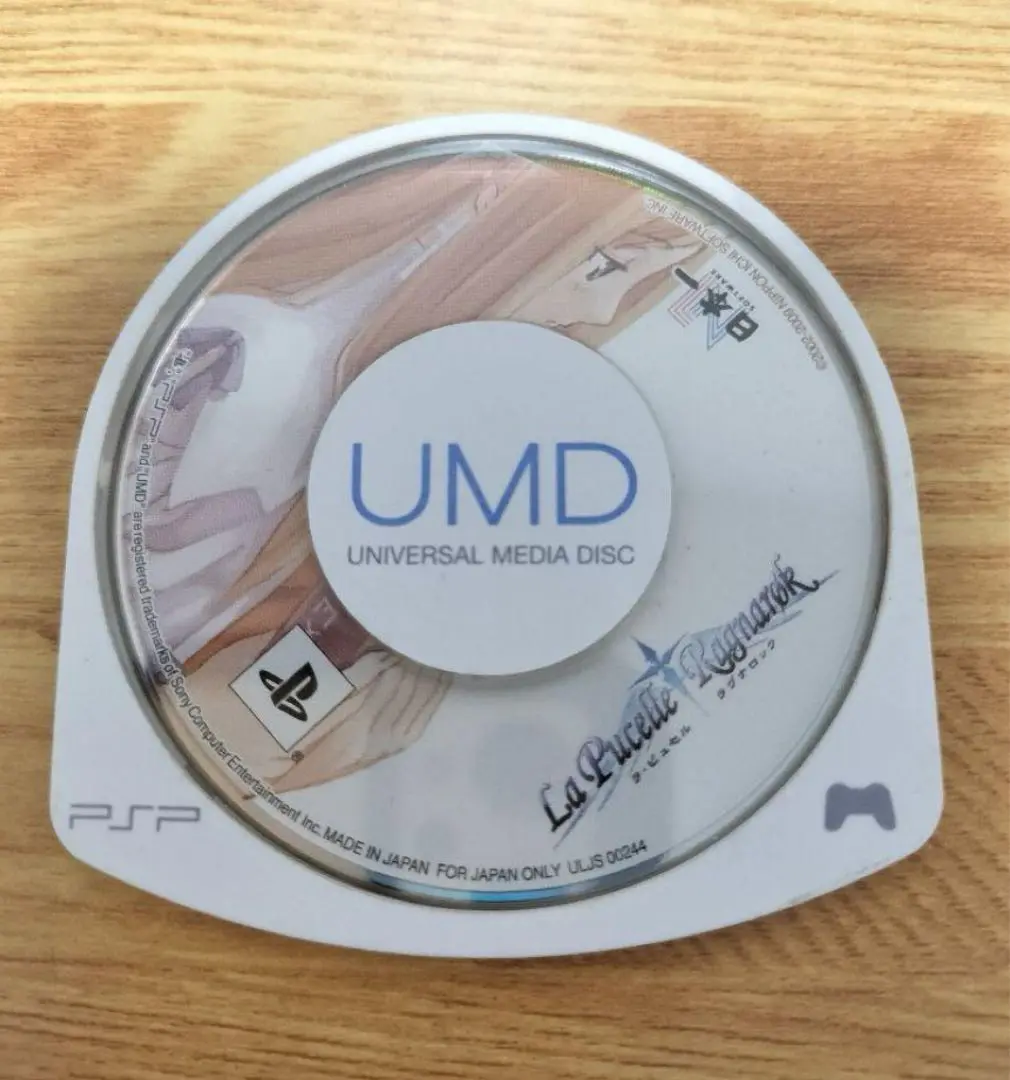 UMD
UNIVERSAL MEDIA DISC
©2002-2009 NIPPON ICHI SOFTWARE INC.
SOFTWARE
La Pucelle Ragnarok
ラ・ピュセル ラグナロック
"PSP" and "UMD" are registered trademarks of Sony Computer Entertainment Inc. MADE IN JAPAN FOR JAPAN ONLY ULJS 00244
®
PSP